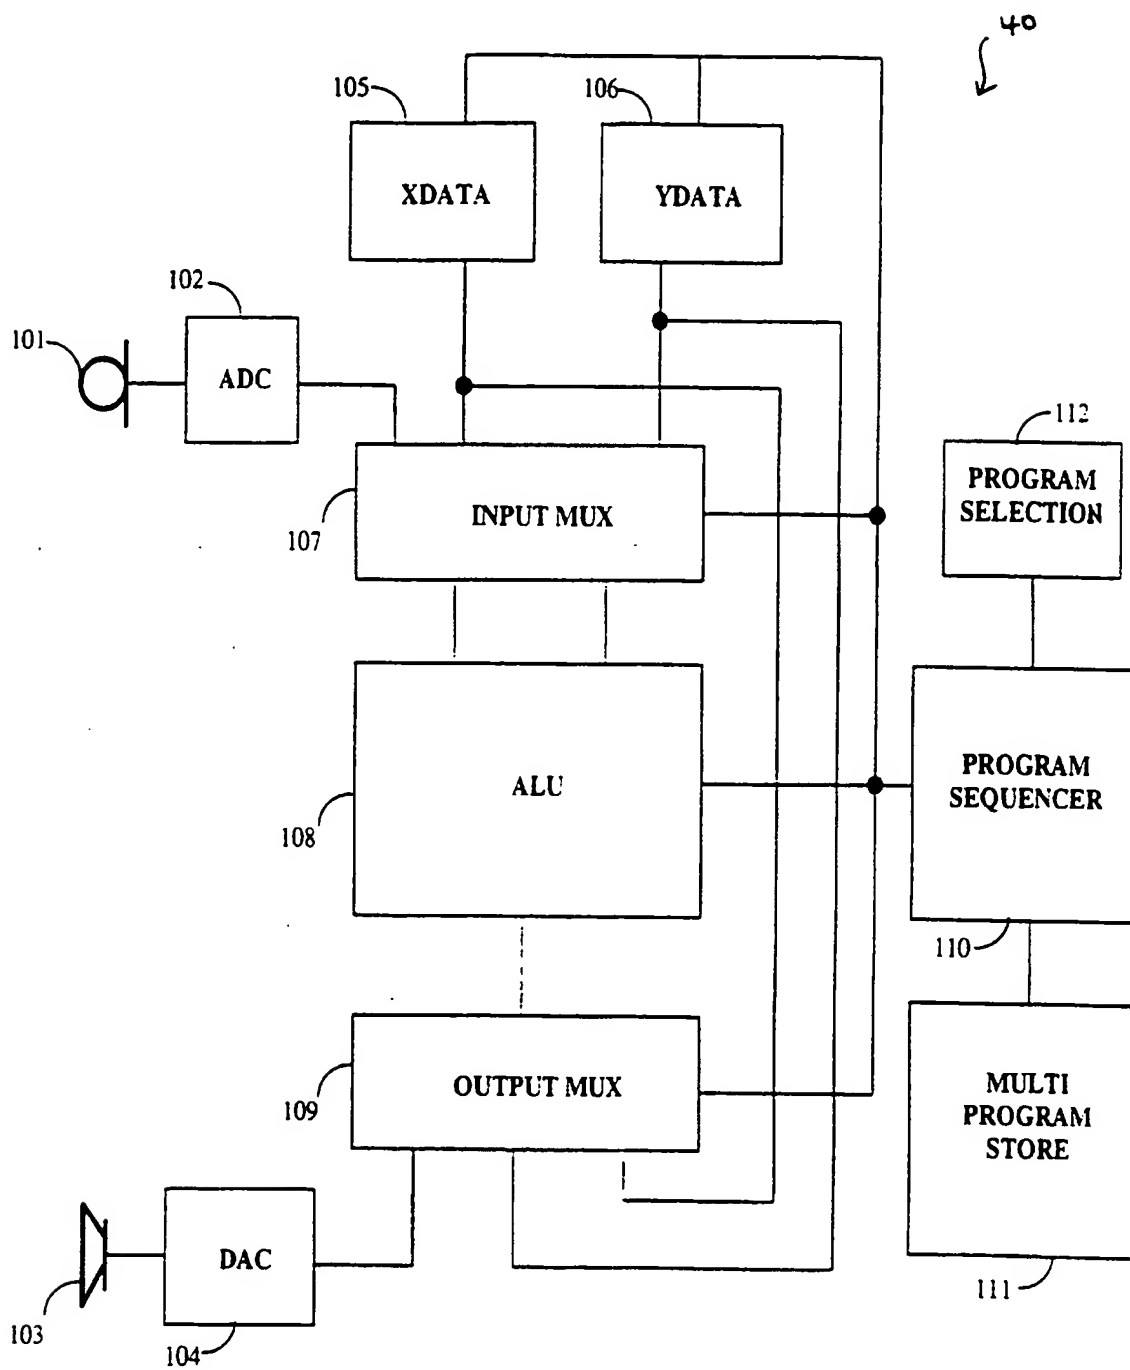 40
105
106
XDATA
YDATA
102
101
ADC
112
PROGRAM
SELECTION
107
INPUT MUX
108
ALU
PROGRAM
SEQUENCER
110
109
OUTPUT MUX
MULTI
PROGRAM
STORE
103
DAC
104
111